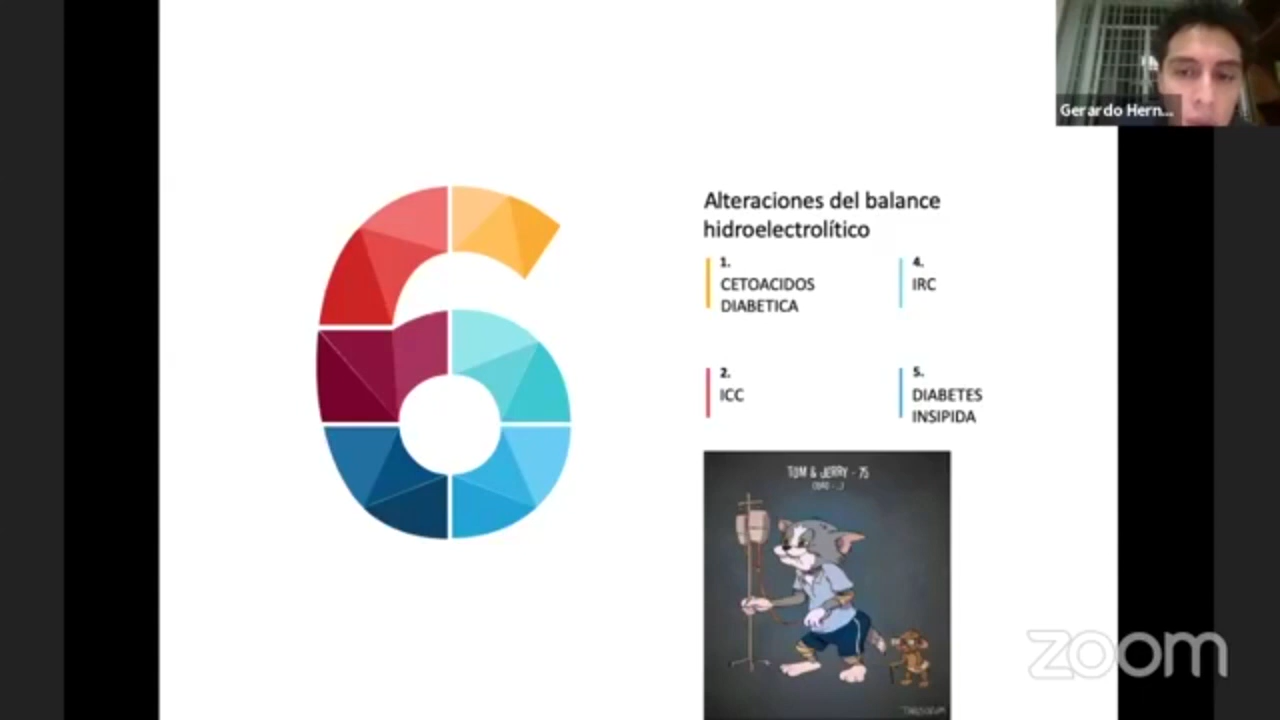 Gerardo Hern...
Alteraciones del balance
hidroelectrolítico
1.
CETOACIDOS
DIABETICA
4.
IRC
2.
ICC
5.
DIABETES
INSIPIDA
TOM & JERRY - 75
zoom